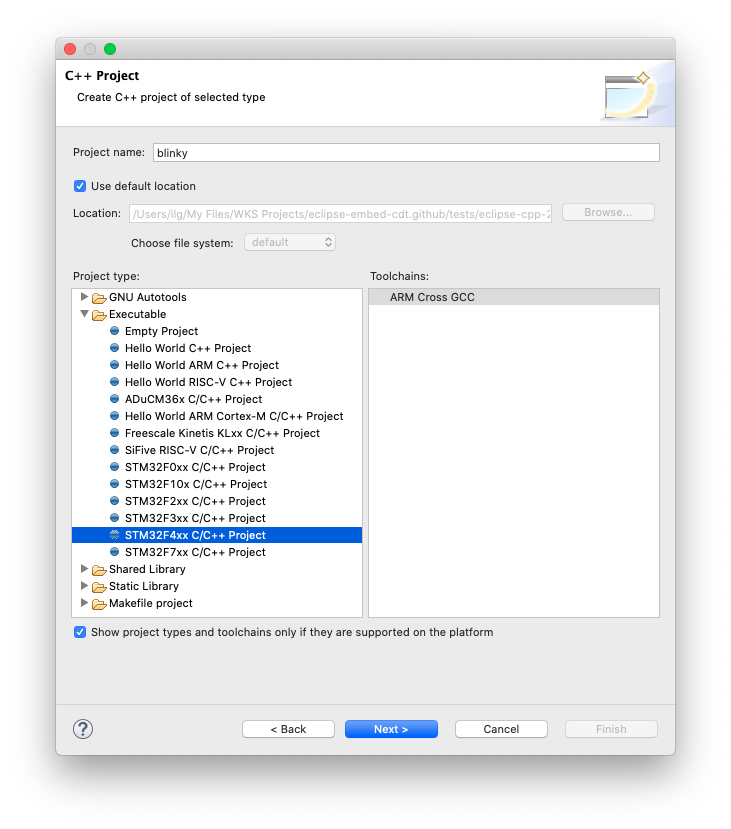 C++ Project
Create C++ project of selected type
Project name: blinky
Use default location
Location: /Users/ilg/My Files/WKS Projects/eclipse-embed-cdt.github/tests/eclipse-cpp-2 Browse...
Choose file system: default
Project type: Toolchains:
GNU Autotools ARM Cross GCC
Executable
Empty Project
Hello World C++ Project
Hello World ARM C++ Project
Hello World RISC-V C++ Project
ADuCM36x C/C++ Project
Hello World ARM Cortex-M C/C++ Project
Freescale Kinetis KLxx C/C++ Project
SiFive RISC-V C/C++ Project
STM32F0xx C/C++ Project
STM32F10x C/C++ Project
STM32F2xx C/C++ Project
STM32F3xx C/C++ Project
STM32F4xx C/C++ Project
STM32F7xx C/C++ Project
Shared Library
Static Library
Makefile project
Show project types and toolchains only if they are supported on the platform
? < Back Next > Cancel Finish